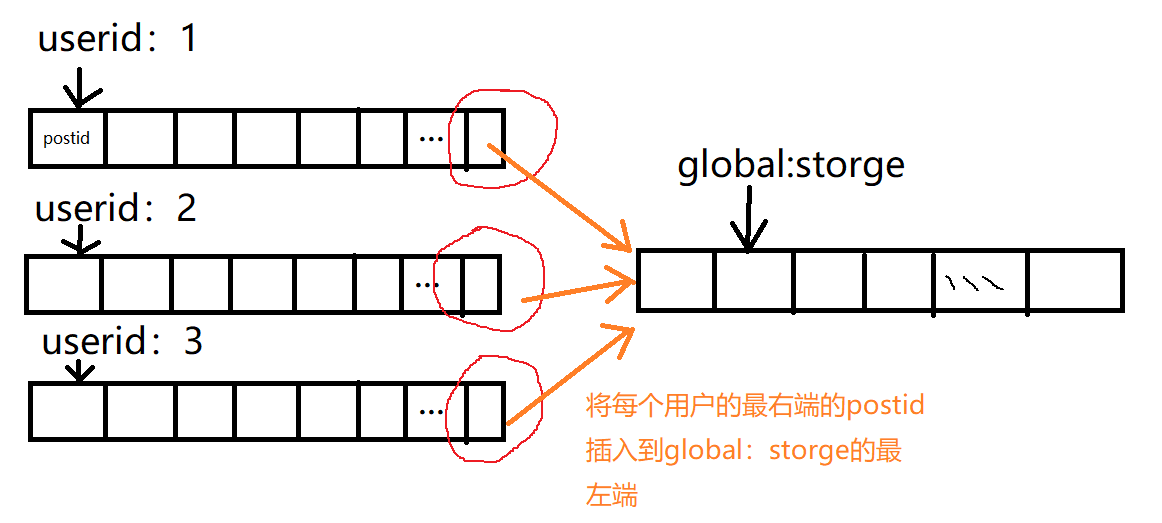 userid：1
postid
...
userid：2
...
userid：3
...
global:storge
将每个用户的最右端的postid
插入到global：storge的最
左端